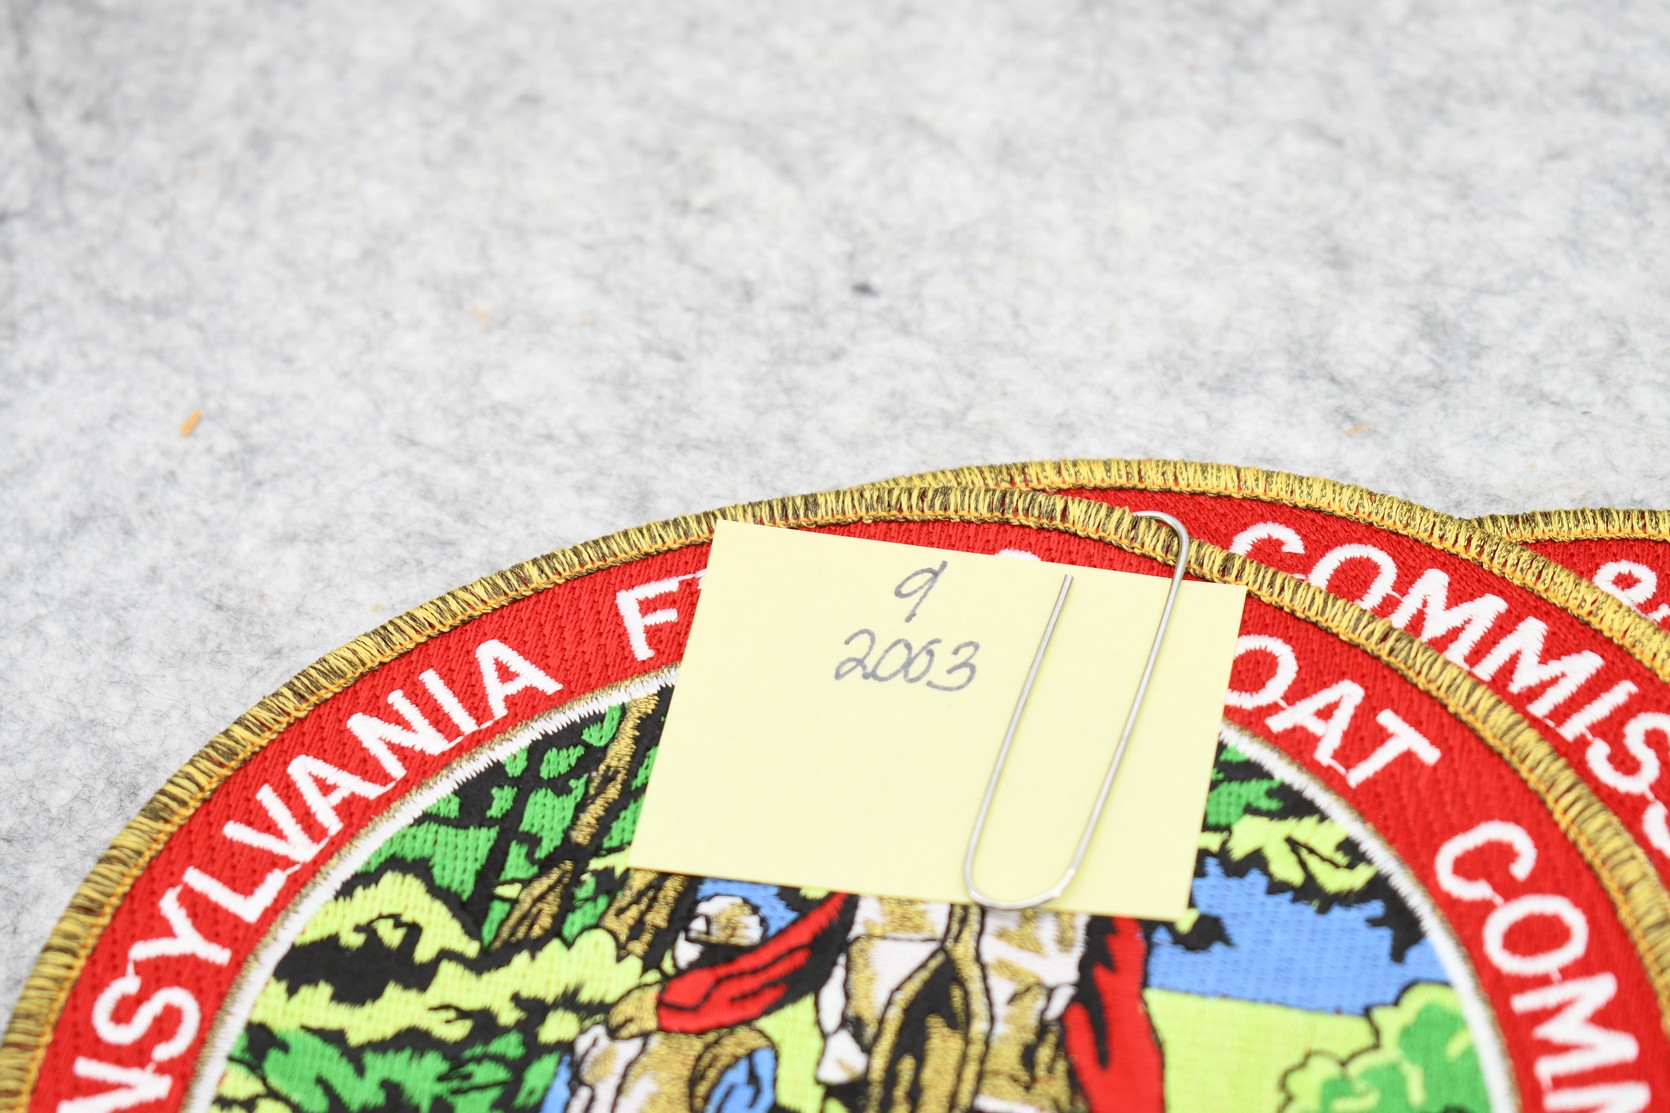 9
2003
NSYLVANIA F OAT COMM
COMMISS
&